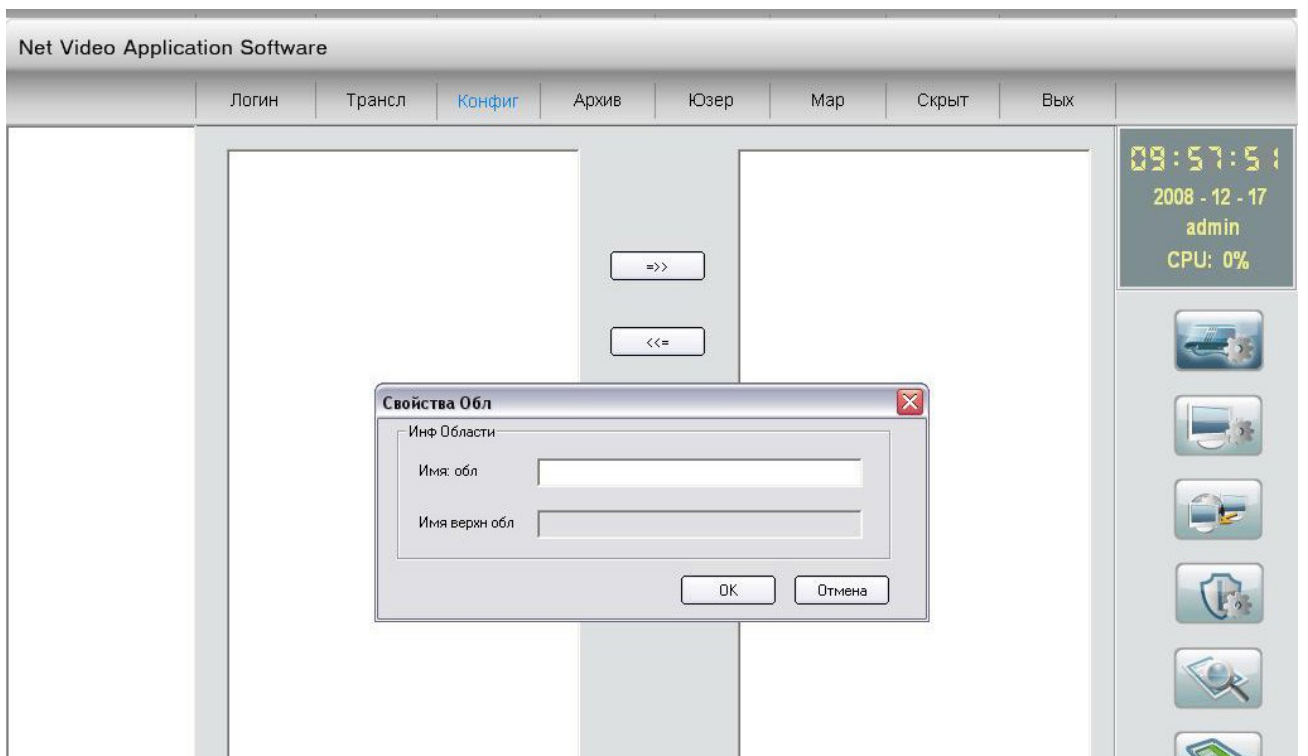 Net Video Application Software
Логин Трансл Конфиг Архив Юзер Мар Скрыт Вых
09:57:51
2008 - 12 - 17
admin
CPU: 0%
=>>
<<=
Свойства Обл
Инф Области
Имя: обл
Имя верхн обл
OK Отмена